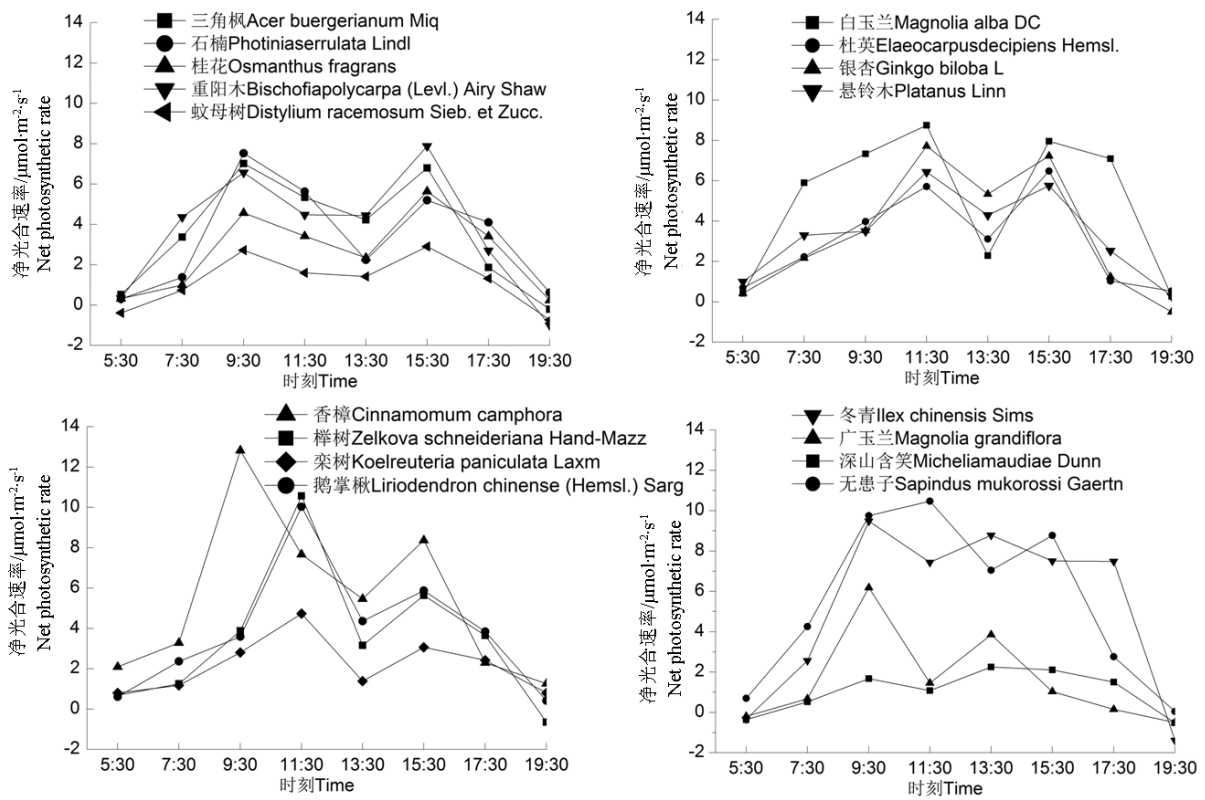 三角枫Acer buergerianum Miq
石楠Photiniaserrulata Lindl
桂花Osmanthus fragrans
重阳木Bischofiapolycarpa (Levl.) Airy Shaw
蚊母树Distylium racemosum Sieb. et Zucc.
净光合速率/μmol·m⁻²·s⁻¹
Net photosynthetic rate
14
12
10
8
6
4
2
0
-2
5:30 7:30 9:30 11:30 13:30 15:30 17:30 19:30
时刻Time
白玉兰Magnolia alba DC
杜英Elaeocarpusdecipiens Hemsl.
银杏Ginkgo biloba L
悬铃木Platanus Linn
净光合速率/μmol·m⁻²·s⁻¹
Net photosynthetic rate
14
12
10
8
6
4
2
0
-2
5:30 7:30 9:30 11:30 13:30 15:30 17:30 19:30
时刻Time
香樟Cinnamomum camphora
榉树Zelkova schneideriana Hand-Mazz
栾树Koelreuteria paniculata Laxm
鹅掌楸Liriodendron chinense (Hemsl.) Sarg
净光合速率/μmol·m⁻²·s⁻¹
Net photosynthetic rate
14
12
10
8
6
4
2
0
-2
5:30 7:30 9:30 11:30 13:30 15:30 17:30 19:30
时刻Time
冬青Ilex chinensis Sims
广玉兰Magnolia grandiflora
深山含笑Micheliamaudiae Dunn
无患子Sapindus mukorossi Gaertn
净光合速率/μmol·m⁻²·s⁻¹
Net photosynthetic rate
14
12
10
8
6
4
2
0
-2
5:30 7:30 9:30 11:30 13:30 15:30 17:30 19:30
时刻Time